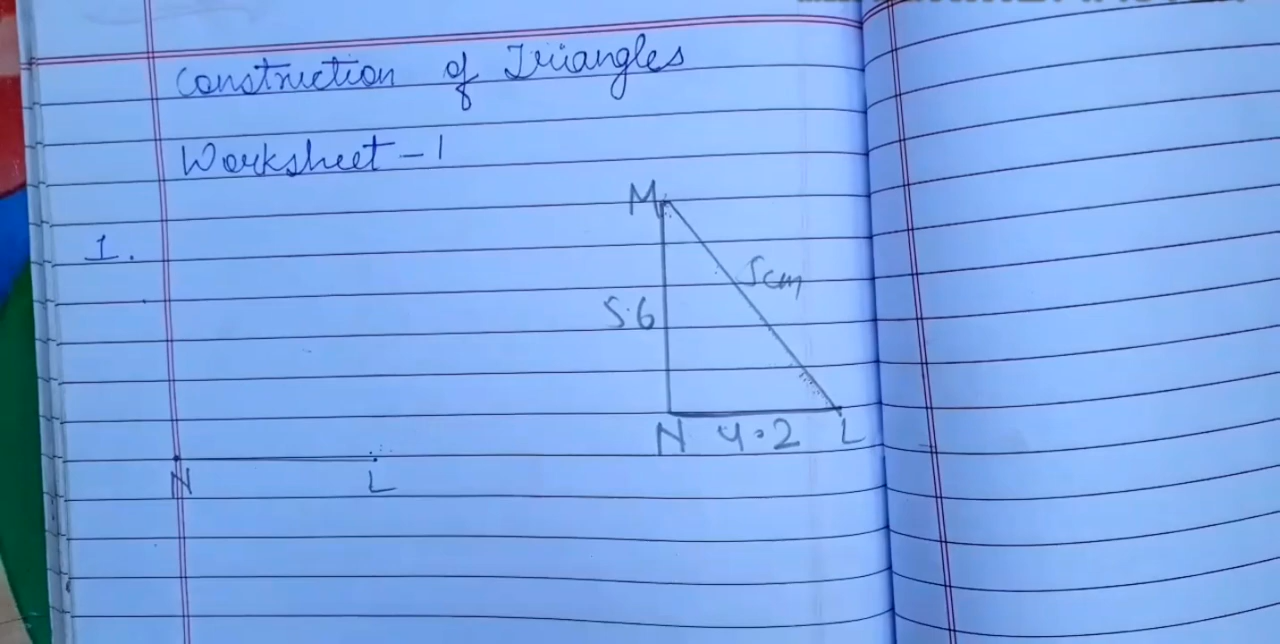 Construction of Triangles
Worksheet - 1
1.
M
5cm
5.6
N 4.2 L
N L